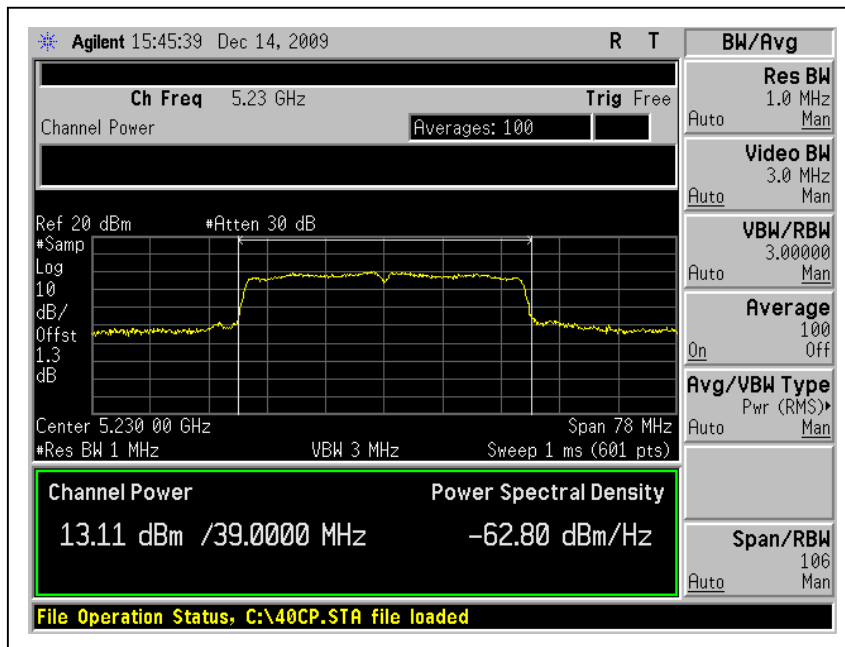 Agilent 15:45:39 Dec 14, 2009 R T
Ch Freq 5.23 GHz Trig Free
Channel Power Averages: 100
Ref 20 dBm #Atten 30 dB
#Samp
Log
10
dB/
Offst
1.3
dB
Center 5.230 00 GHz Span 78 MHz
#Res BW 1 MHz VBW 3 MHz Sweep 1 ms (601 pts)
Channel Power Power Spectral Density
13.11 dBm /39.0000 MHz -62.80 dBm/Hz
File Operation Status, C:\40CP.STA file loaded
BW/Avg
Res BW
1.0 MHz
Auto Man
Video BW
3.0 MHz
Auto Man
VBW/RBW
3.00000
Auto Man
Average
100
On Off
Avg/VBW Type
Pwr (RMS)▸
Auto Man
Span/RBW
106
Auto Man